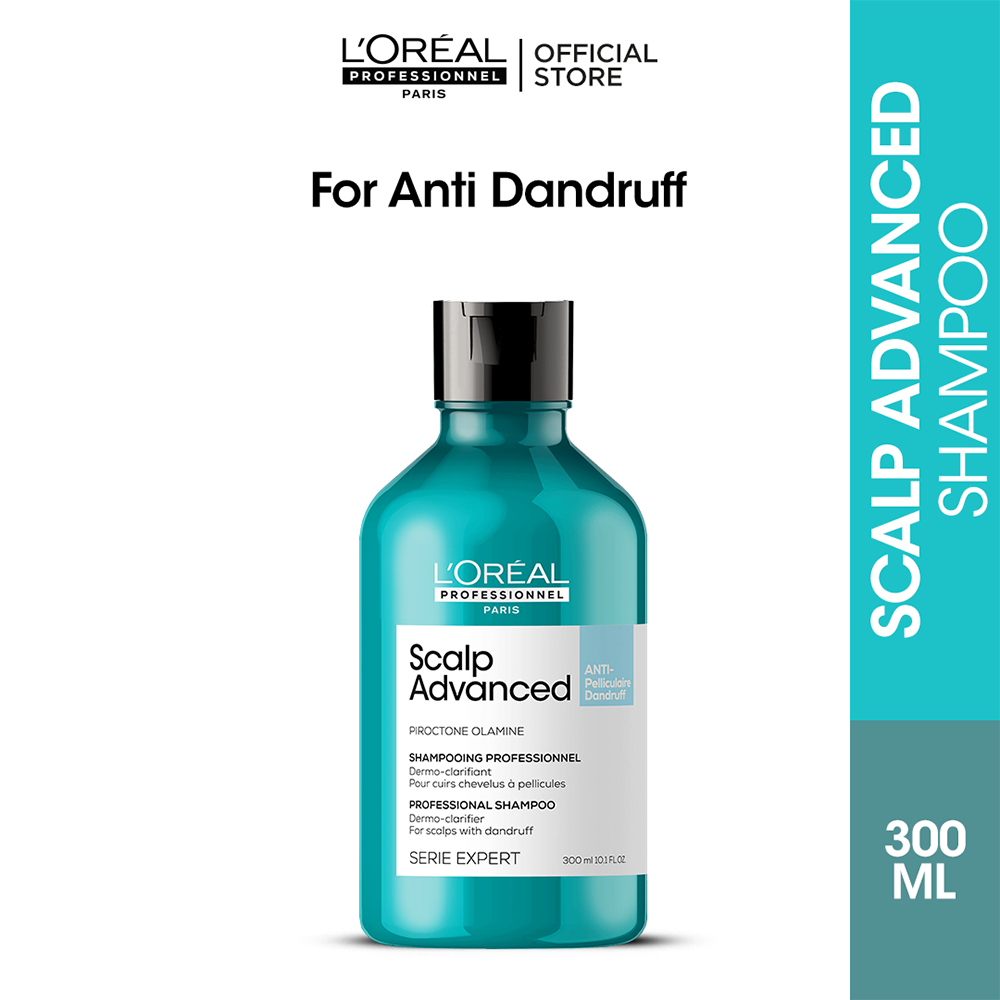 L'ORÉAL
PROFESSIONNEL
PARIS
OFFICIAL
STORE
For Anti Dandruff
L'ORÉAL
PROFESSIONNEL
PARIS
Scalp
Advanced
ANTI-
Pelliculaire
Dandruff
PIROCTONE OLAMINE
SHAMPOOING PROFESSIONNEL
Dermo-clarifiant
Pour cuirs chevelus à pellicules
PROFESSIONAL SHAMPOO
Dermo-clarifier
For scalps with dandruff
SERIE EXPERT
300 ml 10.1 FL.OZ.
SCALP ADVANCED
SHAMPOO
300
ML